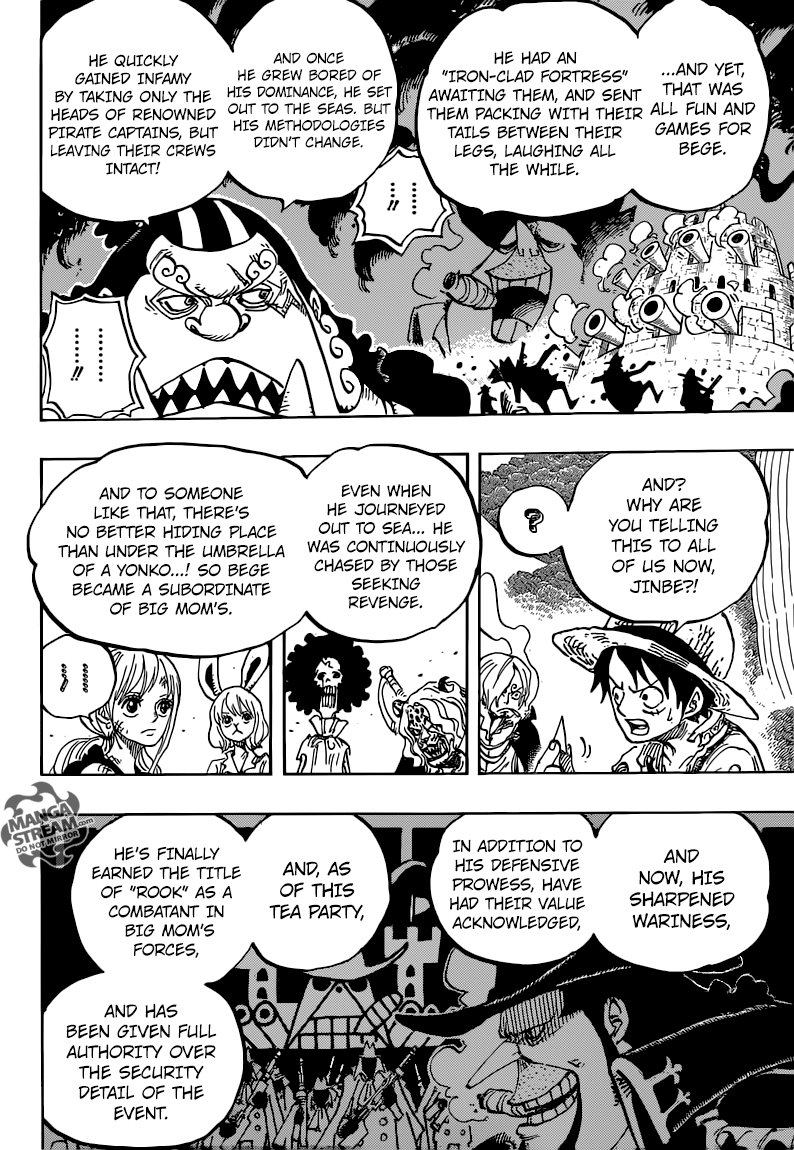 ...AND YET,
THAT WAS
ALL FUN AND
GAMES FOR
BEGE.
HE HAD AN
"IRON-CLAD FORTRESS"
AWAITING THEM, AND SENT
THEM PACKING WITH THEIR
TAILS BETWEEN THEIR
LEGS, LAUGHING ALL
THE WHILE.
AND ONCE
HE GREW BORED OF
HIS DOMINANCE, HE SET
OUT TO THE SEAS. BUT
HIS METHODOLOGIES
DIDN'T CHANGE.
HE QUICKLY
GAINED INFAMY
BY TAKING ONLY THE
HEADS OF RENOWNED
PIRATE CAPTAINS, BUT
LEAVING THEIR CREWS
INTACT!
......!!
......!!
AND?
WHY ARE
YOU TELLING
THIS TO ALL
OF US NOW,
JINBE?!
?
EVEN WHEN
HE JOURNEYED
OUT TO SEA... HE
WAS CONTINUOUSLY
CHASED BY THOSE
SEEKING
REVENGE.
AND TO SOMEONE
LIKE THAT, THERE'S
NO BETTER HIDING PLACE
THAN UNDER THE UMBRELLA
OF A YONKO...! SO BEGE
BECAME A SUBORDINATE
OF BIG MOM'S.
AND
NOW, HIS
SHARPENED
WARINESS,
IN ADDITION TO
HIS DEFENSIVE
PROWESS, HAVE
HAD THEIR VALUE
ACKNOWLEDGED,
AND, AS
OF THIS
TEA PARTY,
HE'S FINALLY
EARNED THE TITLE
OF "ROOK" AS A
COMBATANT IN
BIG MOM'S
FORCES,
AND HAS
BEEN GIVEN FULL
AUTHORITY OVER
THE SECURITY
DETAIL OF THE
EVENT.
MANGA
STREAM.com
DO NOT MIRROR